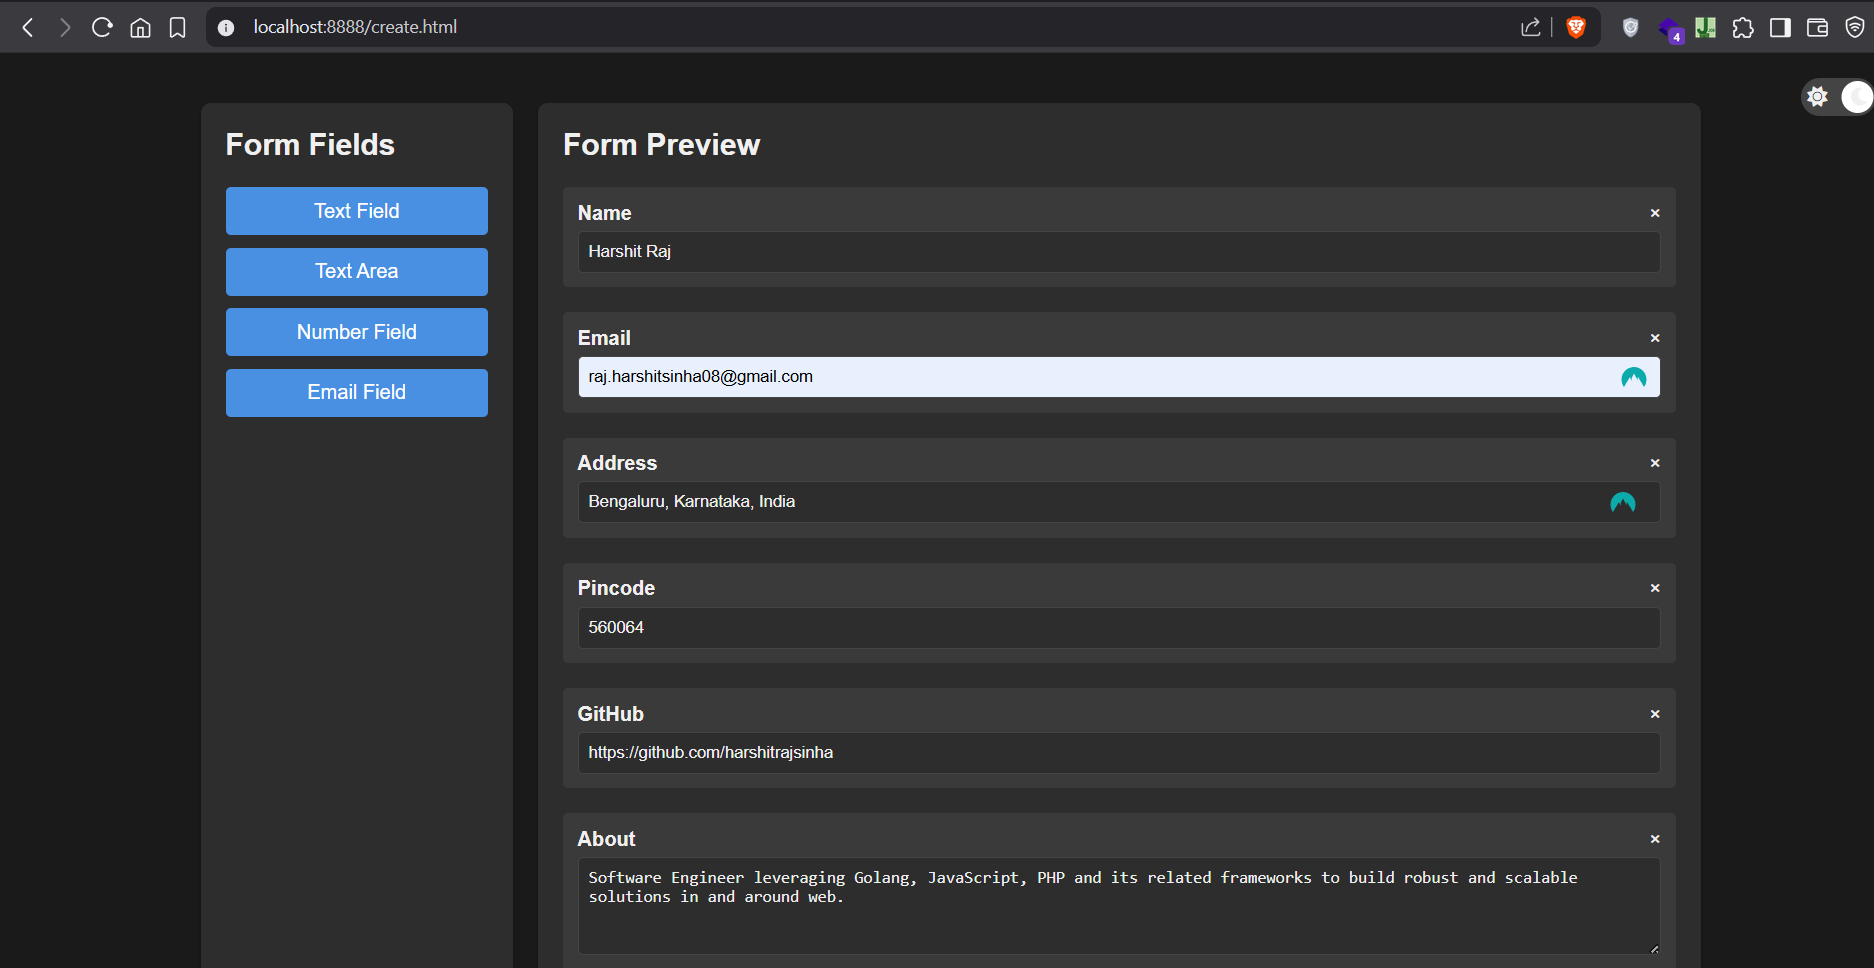 localhost:8888/create.html
4
Form Fields
Text Field
Text Area
Number Field
Email Field
Form Preview
Name
×
Harshit Raj
Email
×
raj.harshitsinha08@gmail.com
Address
×
Bengaluru, Karnataka, India
Pincode
×
560064
GitHub
×
https://github.com/harshitrajsinha
About
×
Software Engineer leveraging Golang, JavaScript, PHP and its related frameworks to build robust and scalable
solutions in and around web.